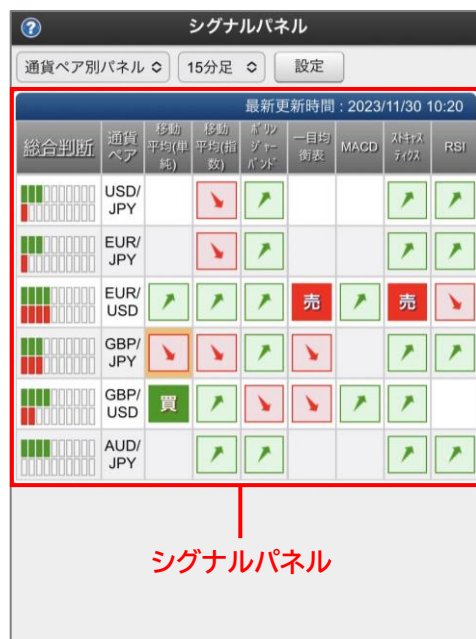 ?
シグナルパネル
通貨ペア別パネル 15分足 設定
最新更新時間 : 2023/11/30 10:20
総合判断 通貨ペア 移動平均(単純) 移動平均(指数) ボリンジャーバンド 一目均衡表 MACD ストキャスティクス RSI
USD/
JPY
EUR/
JPY
EUR/
USD 売 売
GBP/
JPY
GBP/
USD 買
AUD/
JPY
シグナルパネル